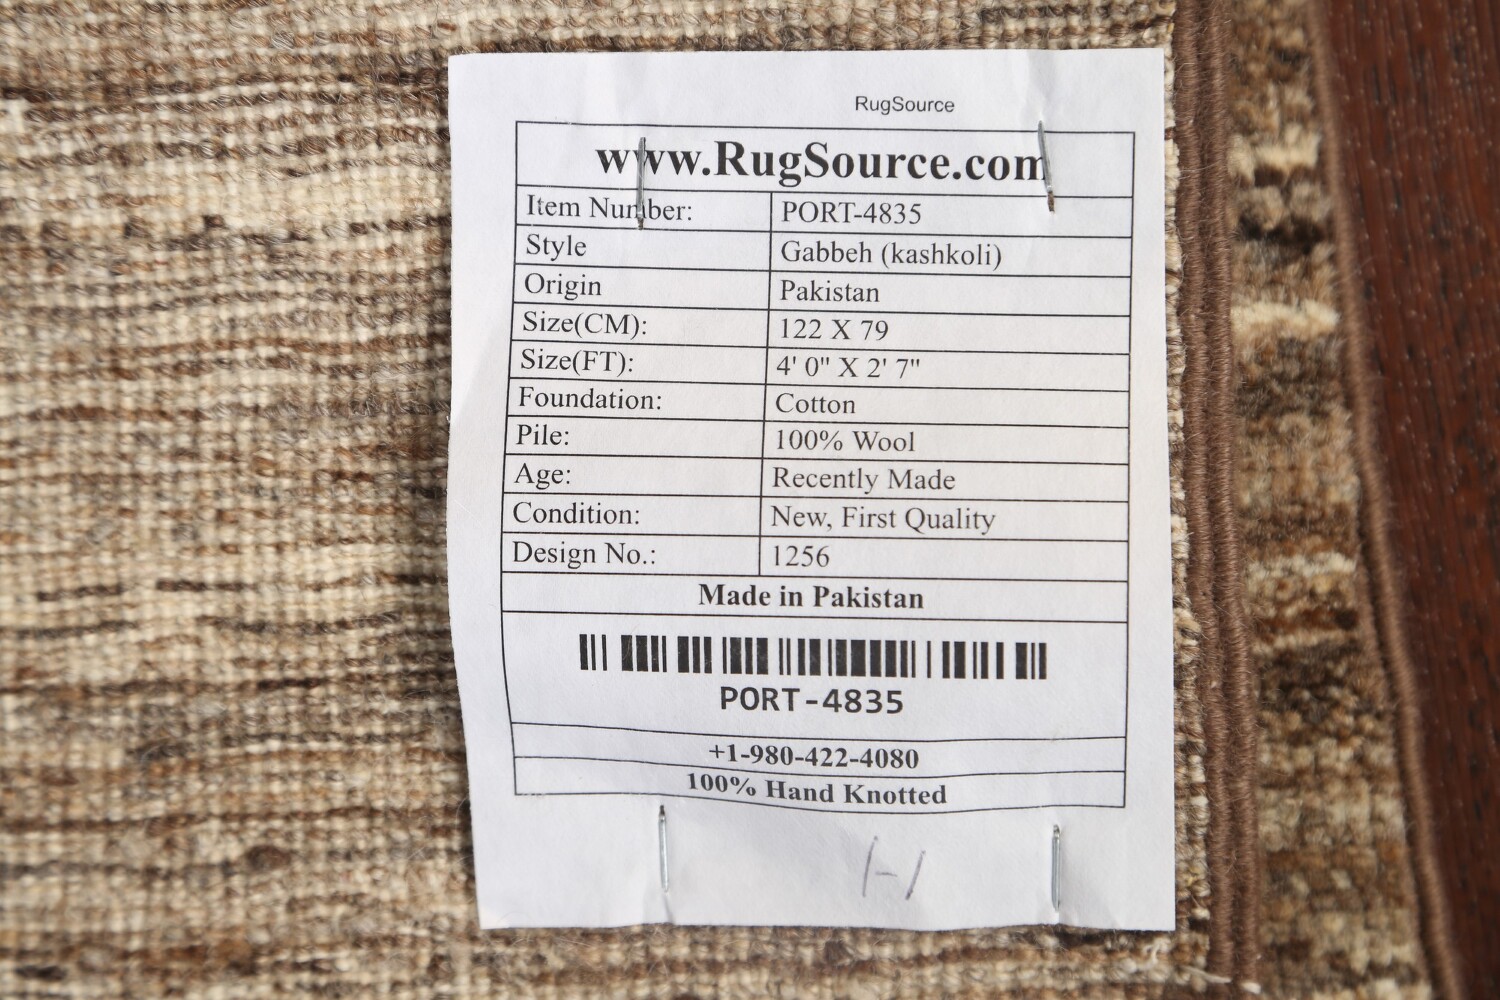 RugSource
www.RugSource.com
Item Number: PORT-4835
Style Gabbeh (kashkoli)
Origin Pakistan
Size(CM): 122 X 79
Size(FT): 4' 0" X 2' 7"
Foundation: Cotton
Pile: 100% Wool
Age: Recently Made
Condition: New, First Quality
Design No.: 1256
Made in Pakistan
PORT-4835
+1-980-422-4080
100% Hand Knotted